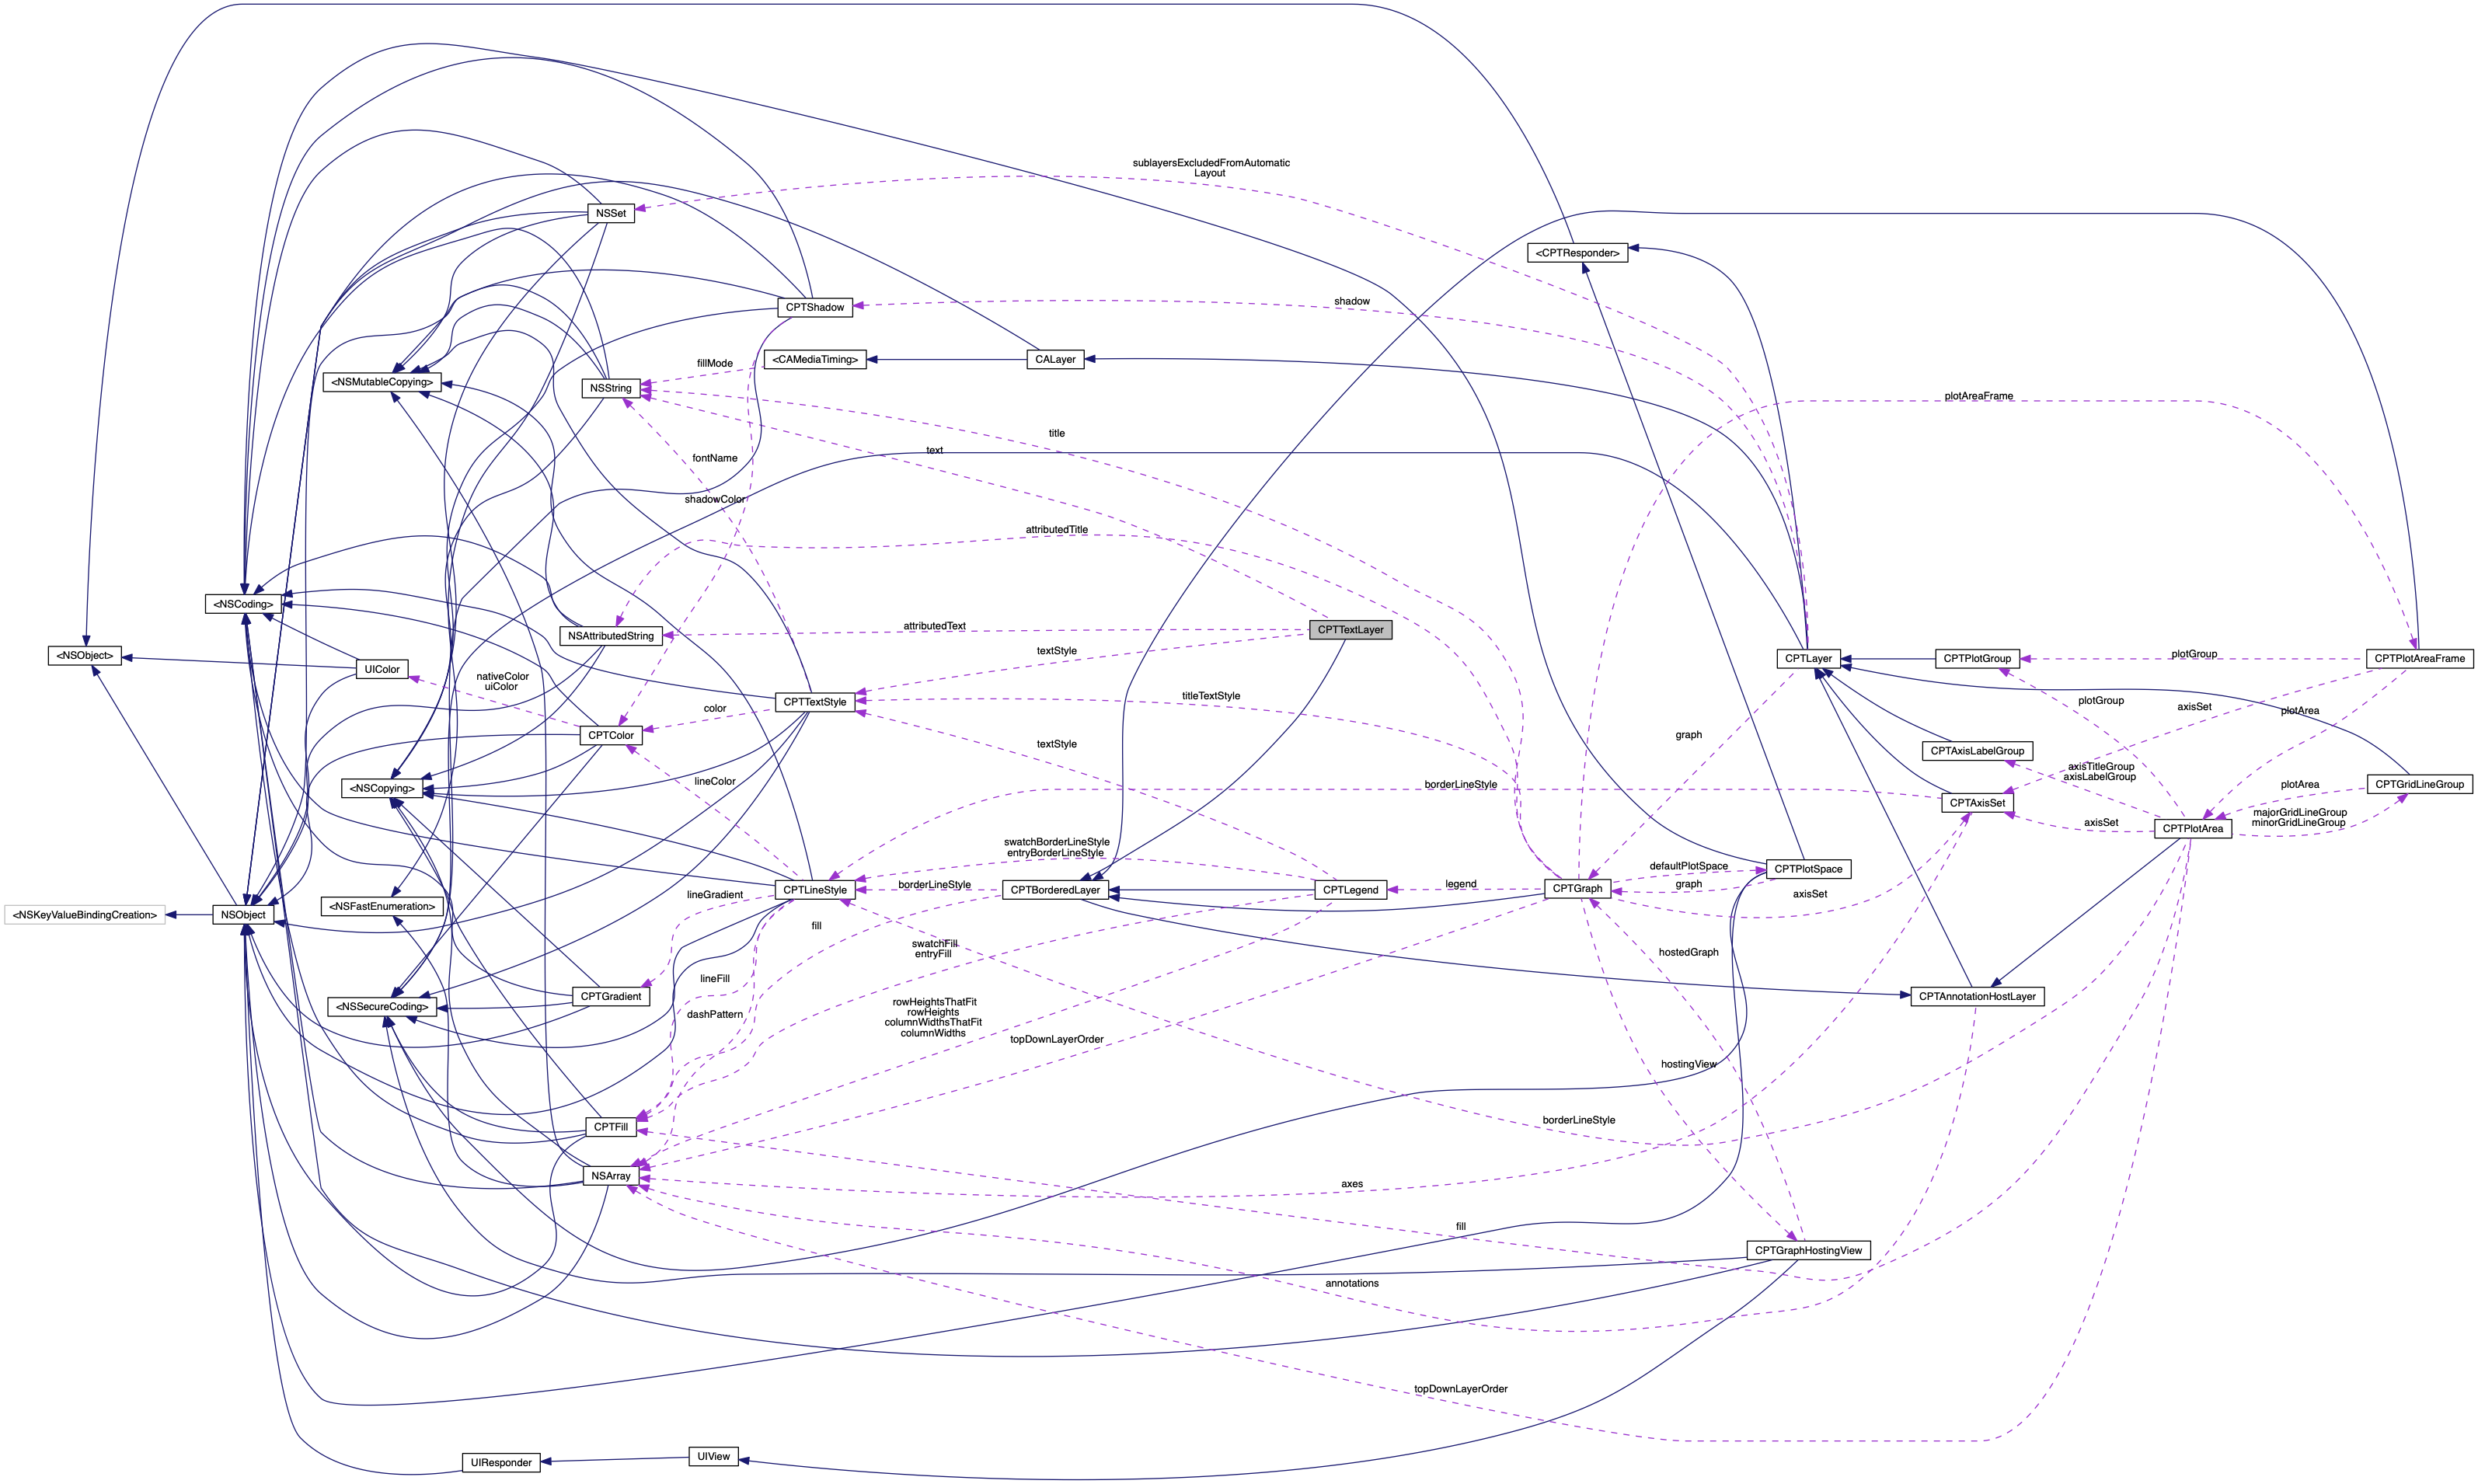 sublayersExcludedFromAutomatic
Layout
NSSet
<CPTResponder>
shadow
CPTShadow
<CAMediaTiming>
CALayer
fillMode
<NSMutableCopying>
NSString
plotAreaFrame
title
text
fontName
shadowColor
attributedTitle
<NSCoding>
NSAttributedString
attributedText
CPTTextLayer
<NSObject>
UIColor
textStyle
CPTLayer
CPTPlotGroup
plotGroup
CPTPlotAreaFrame
nativeColor
uiColor
CPTTextStyle
titleTextStyle
plotGroup
axisSet
plotArea
color
CPTColor
graph
textStyle
CPTAxisLabelGroup
axisTitleGroup
axisLabelGroup
<NSCopying>
lineColor
borderLineStyle
CPTAxisSet
plotArea
CPTGridLineGroup
majorGridLineGroup
minorGridLineGroup
axisSet
CPTPlotArea
swatchBorderLineStyle
entryBorderLineStyle
defaultPlotSpace
CPTPlotSpace
CPTLineStyle
borderLineStyle
CPTBorderedLayer
CPTLegend
legend
CPTGraph
graph
axisSet
lineGradient
<NSFastEnumeration>
<NSKeyValueBindingCreation>
NSObject
fill
swatchFill
entryFill
hostedGraph
lineFill
CPTGradient
<NSSecureCoding>
CPTAnnotationHostLayer
dashPattern
rowHeightsThatFit
rowHeights
columnWidthsThatFit
columnWidths
topDownLayerOrder
hostingView
CPTFill
borderLineStyle
NSArray
axes
fill
CPTGraphHostingView
annotations
topDownLayerOrder
UIResponder
UIView